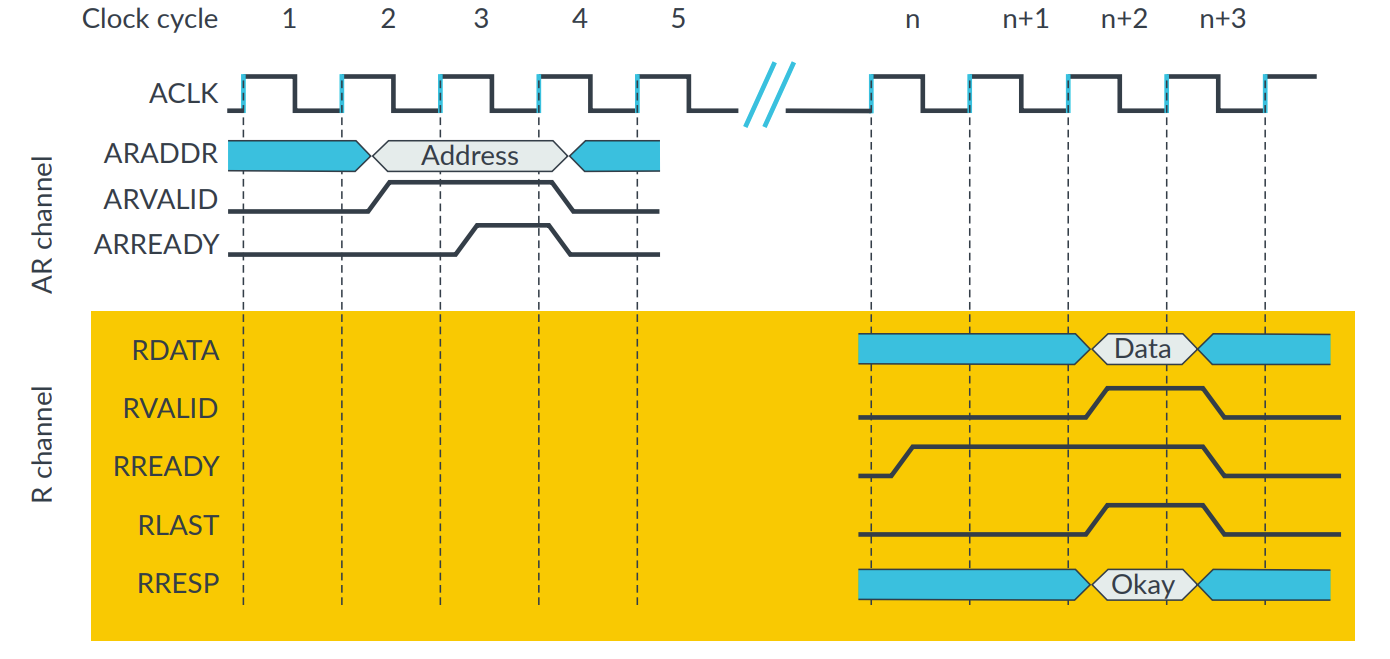 Clock cycle 1 2 3 4 5 n n+1 n+2 n+3
ACLK
AR channel
ARADDR Address
ARVALID
ARREADY
R channel
RDATA Data
RVALID
RREADY
RLAST
RRESP Okay